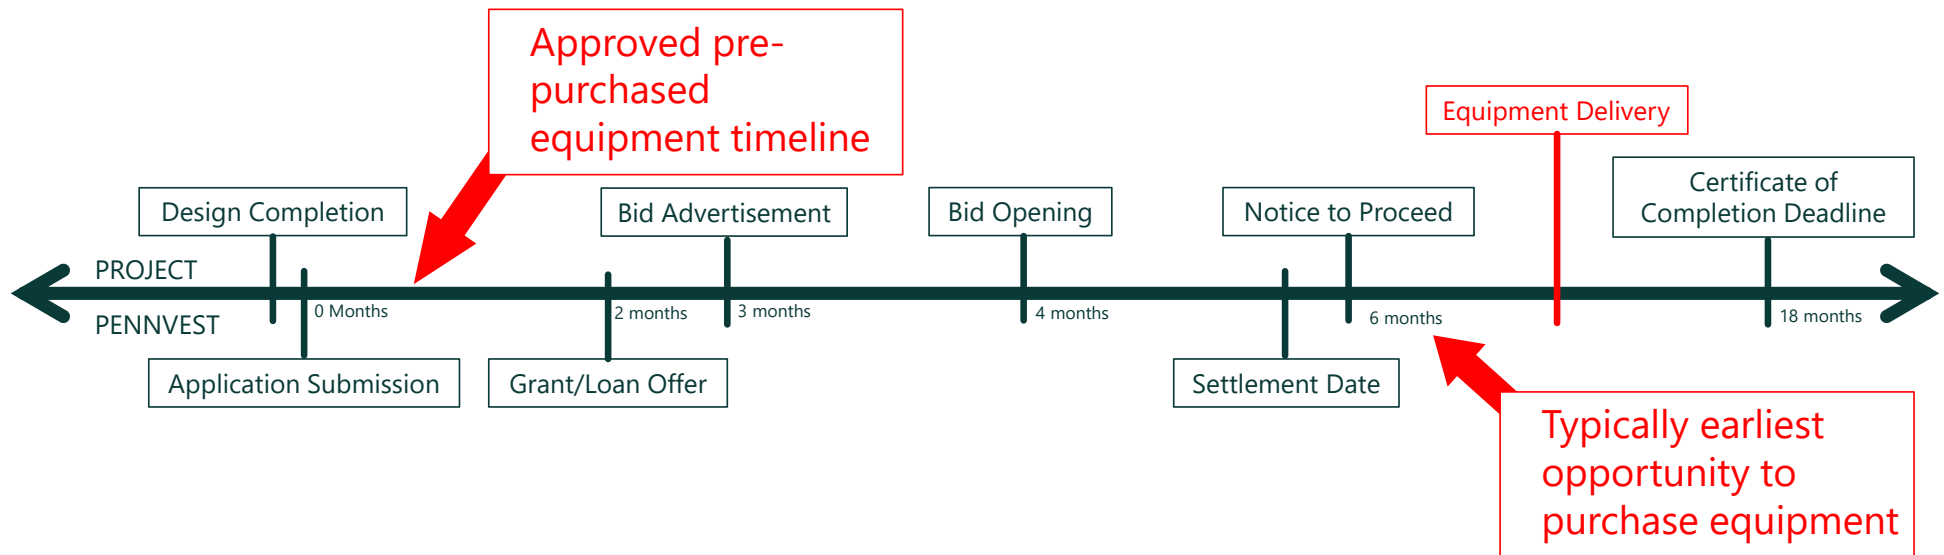 Approved pre-
purchased
equipment timeline
Equipment Delivery
Design Completion
Bid Advertisement
Bid Opening
Notice to Proceed
Certificate of
Completion Deadline
PROJECT
PENNVEST
0 Months
2 months
3 months
4 months
6 months
18 months
Application Submission
Grant/Loan Offer
Settlement Date
Typically earliest
opportunity to
purchase equipment